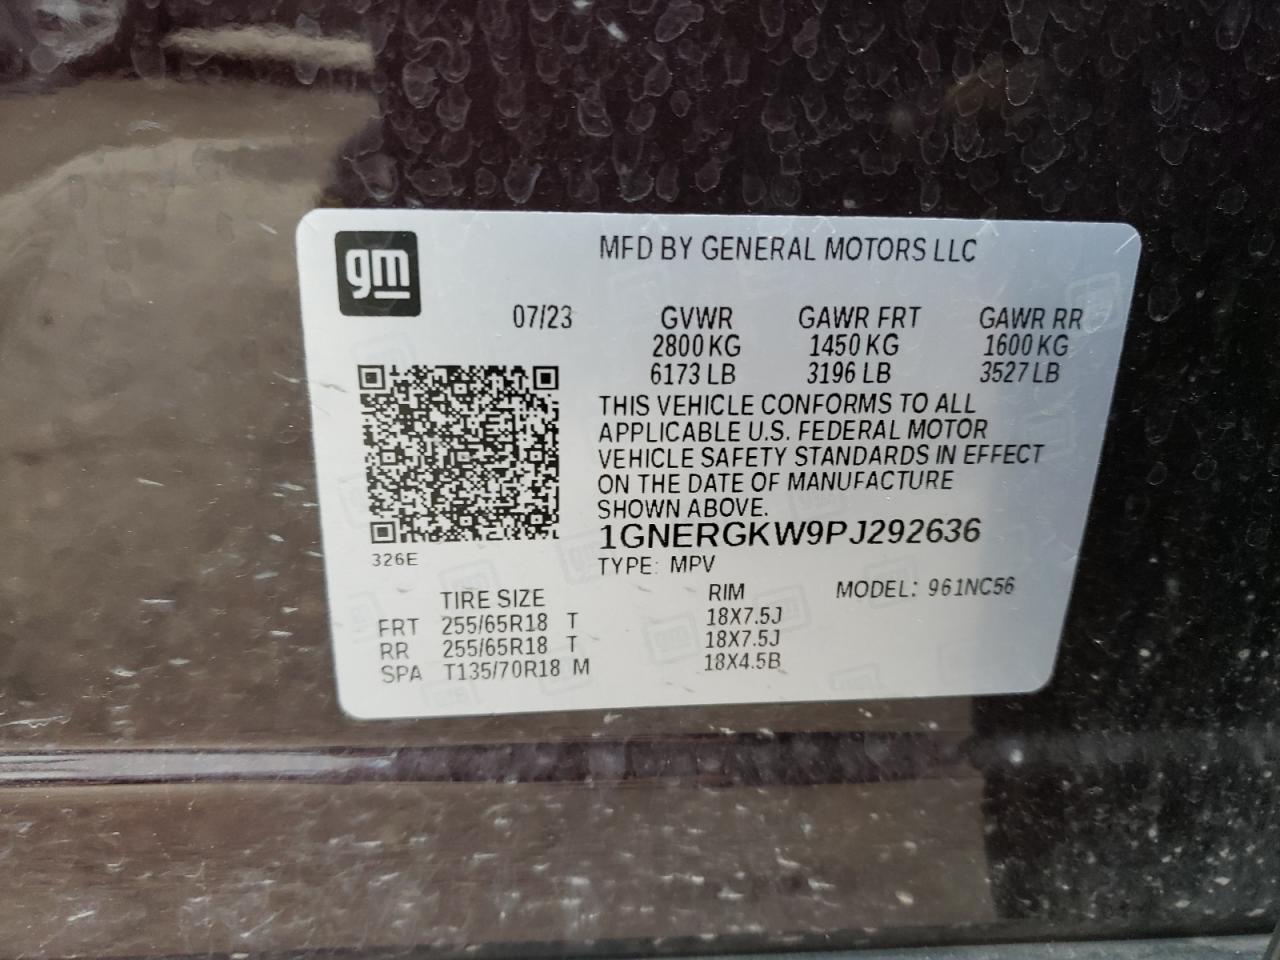 gm
MFD BY GENERAL MOTORS LLC
07/23 GVWR GAWR FRT GAWR RR
2800 KG 1450 KG 1600 KG
6173 LB 3196 LB 3527 LB
THIS VEHICLE CONFORMS TO ALL
APPLICABLE U.S. FEDERAL MOTOR
VEHICLE SAFETY STANDARDS IN EFFECT
ON THE DATE OF MANUFACTURE
SHOWN ABOVE.
1GNERGKW9PJ292636
326E
TYPE: MPV
TIRE SIZE RIM MODEL: 961NC56
FRT 255/65R18 T 18X7.5J
RR 255/65R18 T 18X7.5J
SPA T135/70R18 M 18X4.5B